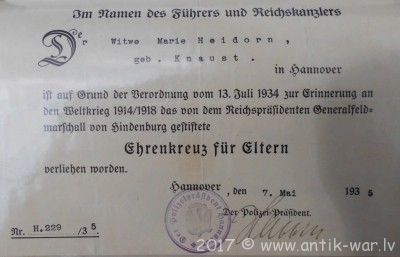 Im Namen des Führers und Reichskanzlers
Der Witwe Marie Heidorn,
geb. Knaust.
in Hannover
ist auf Grund der Verordnung vom 13. Juli 1934 zur Erinnerung an
den Weltkrieg 1914/1918 das von dem Reichspräsidenten Generalfeld-
marschall von Hindenburg gestiftete
Ehrenkreuz für Eltern
verliehen worden.
Hannover, den 7. Mai 1935
Der Polizei-Präsident.
Nr. H.229 /35.
2017 © www.antik-war.lv